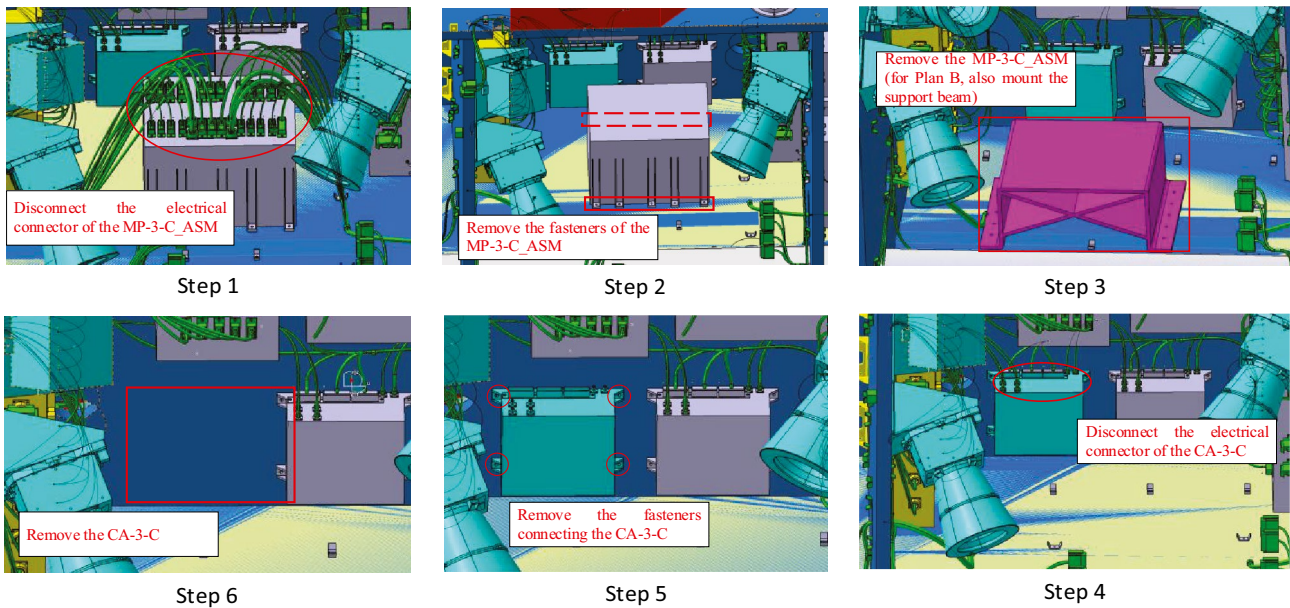 Disconnect the electrical
connector of the MP-3-C_ASM
Step 1
Remove the fasteners of the
MP-3-C_ASM
Step 2
Remove the MP-3-C_ASM
(for Plan B, also mount the
support beam)
Step 3
Remove the CA-3-C
Step 6
Remove the fasteners
connecting the CA-3-C
Step 5
Disconnect the electrical
connector of the CA-3-C
Step 4